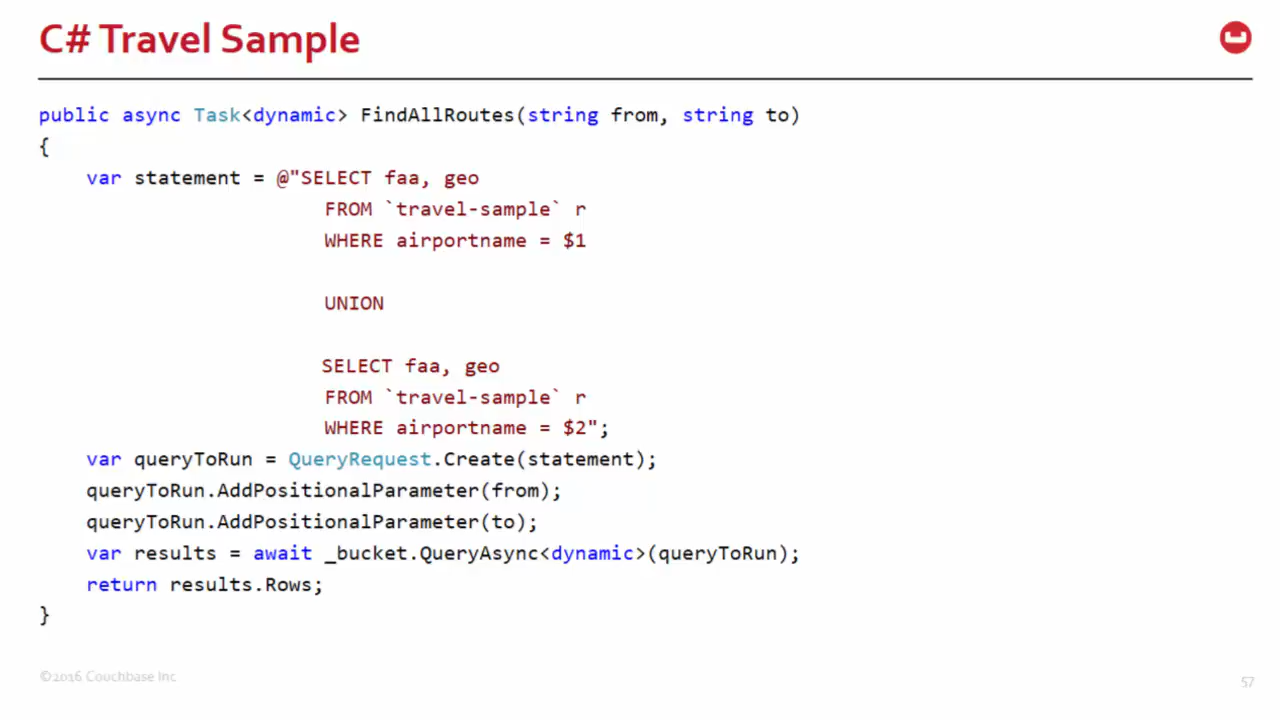 C# Travel Sample
public async Task<dynamic> FindAllRoutes(string from, string to)
{
var statement = @"SELECT faa, geo
FROM `travel-sample` r
WHERE airportname = $1
UNION
SELECT faa, geo
FROM `travel-sample` r
WHERE airportname = $2";
var queryToRun = QueryRequest.Create(statement);
queryToRun.AddPositionalParameter(from);
queryToRun.AddPositionalParameter(to);
var results = await _bucket.QueryAsync<dynamic>(queryToRun);
return results.Rows;
}
©2016 Couchbase Inc
57